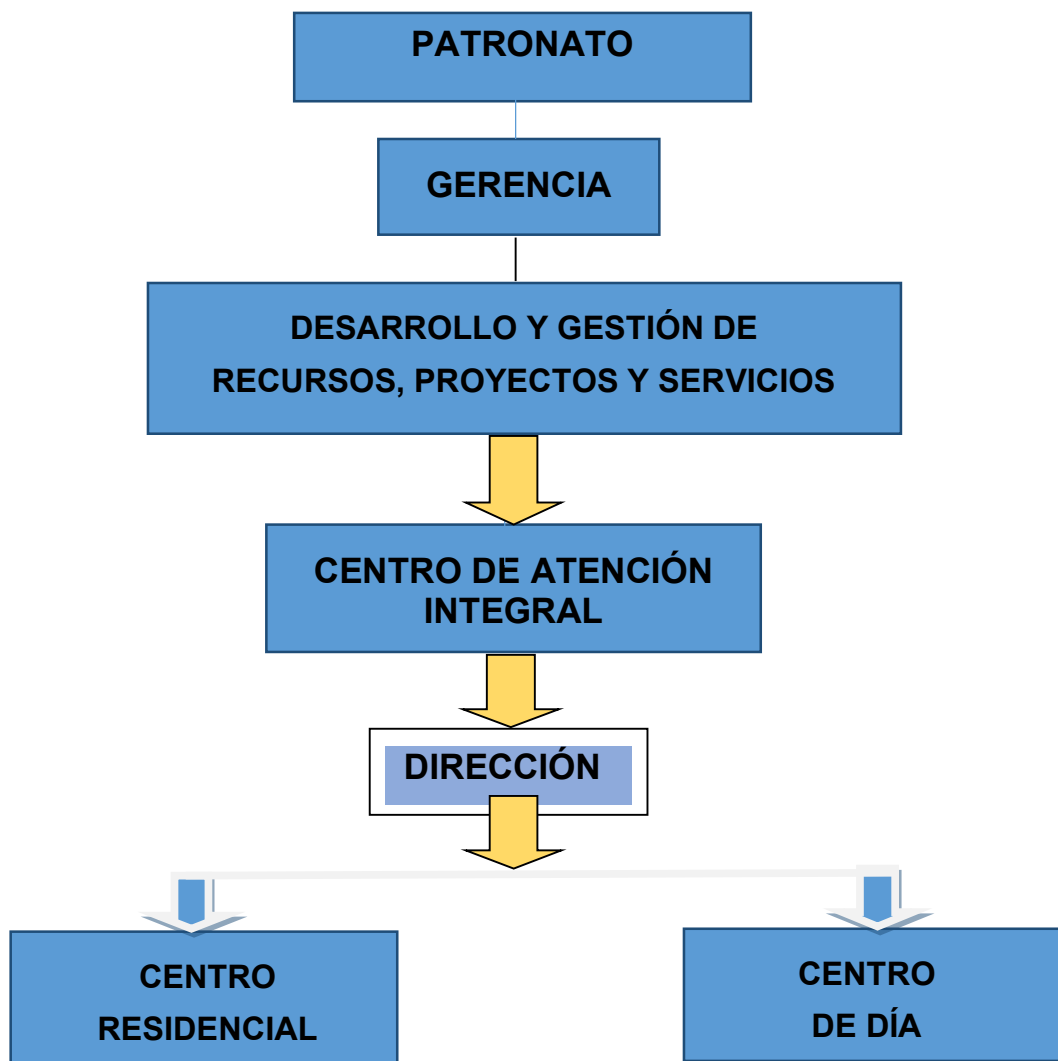 PATRONATO
GERENCIA
DESARROLLO Y GESTIÓN DE
RECURSOS, PROYECTOS Y SERVICIOS
CENTRO DE ATENCIÓN
INTEGRAL
DIRECCIÓN
CENTRO
RESIDENCIAL
CENTRO
DE DÍA